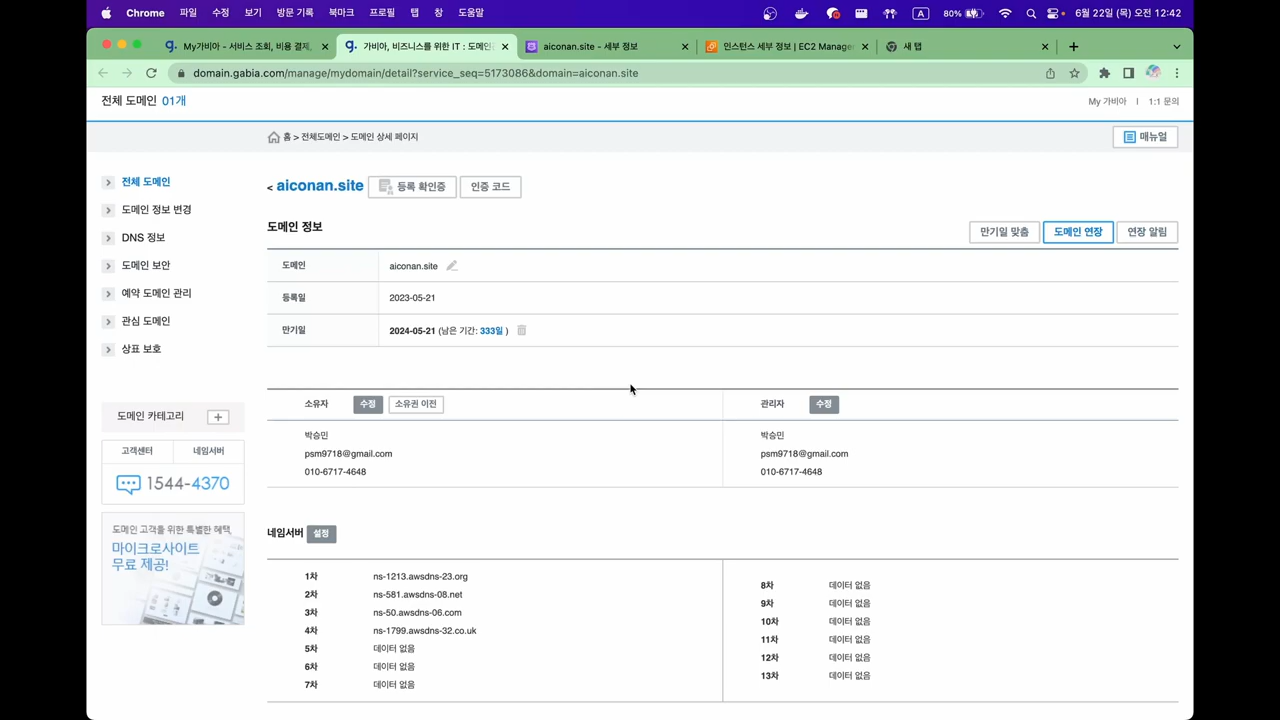 Chrome 파일 수정 보기 방문 기록 북마크 프로필 탭 창 도움말 A 80% 6월 22일 (목) 오전 12:42
My가비아 - 서비스 조회, 비용 결제, 가비아, 비즈니스를 위한 IT : 도메인 aiconan.site - 세부 정보 인스턴스 세부 정보 | EC2 Manage 새 탭
domain.gabia.com/manage/mydomain/detail?service_seq=5173086&domain=aiconan.site
전체 도메인 01개
My 가비아 | 1:1 문의
홈 > 전체도메인 > 도메인 상세 페이지
매뉴얼
전체 도메인
도메인 정보 변경
DNS 정보
도메인 보안
예약 도메인 관리
관심 도메인
상표 보호
도메인 카테고리 +
고객센터 네임서버
1544-4370
도메인 고객을 위한 특별한 혜택
마이크로사이트
무료 제공!
< aiconan.site 등록 확인증 인증 코드
도메인 정보
만기일 맞춤 도메인 연장 연장 알림
도메인 aiconan.site
등록일 2023-05-21
만기일 2024-05-21 (남은 기간: 333일 )
소유자 수정 소유권 이전
박승민
psm9718@gmail.com
010-6717-4648
관리자 수정
박승민
psm9718@gmail.com
010-6717-4648
네임서버 설정
1차 ns-1213.awsdns-23.org
2차 ns-581.awsdns-08.net
3차 ns-50.awsdns-06.com
4차 ns-1799.awsdns-32.co.uk
5차 데이터 없음
6차 데이터 없음
7차 데이터 없음
8차 데이터 없음
9차 데이터 없음
10차 데이터 없음
11차 데이터 없음
12차 데이터 없음
13차 데이터 없음